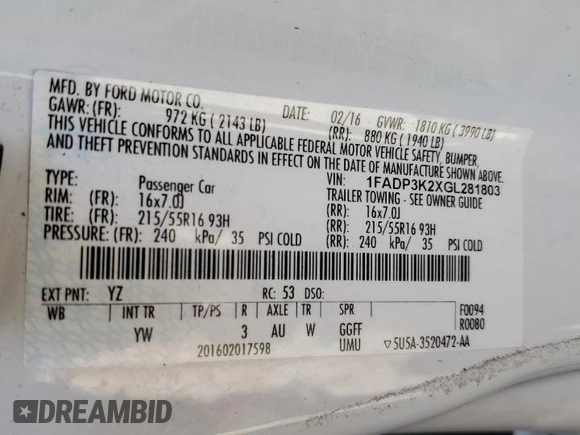 MFD. BY FORD MOTOR CO.
DATE: 02/16 GVWR: 1810 KG ( 3990 LB)
GAWR: (FR): 972 KG ( 2143 LB) (RR): 880 KG ( 1940 LB)
THIS VEHICLE CONFORMS TO ALL APPLICABLE FEDERAL MOTOR VEHICLE SAFETY, BUMPER,
AND THEFT PREVENTION STANDARDS IN EFFECT ON THE DATE OF MANUFACTURE SHOWN ABOVE.
VIN: 1FADP3K2XGL281803
TYPE: Passenger Car TRAILER TOWING - SEE OWNER GUIDE
RIM: (FR) 16x7.0J (RR): 16x7.0J
TIRE: (FR) 215/55R16 93H (RR): 215/55R16 93H
PRESSURE: (FR) 240 kPa/ 35 PSI COLD (RR) 240 kPa/ 35 PSI COLD
EXT PNT: YZ RC: 53 DSO:
WB INT TR TP/PS R AXLE TR SPR F0094
YW 3 AU W GGFF R0080
201602017598 UMU ▽5U5A-3520472-AA
DREAMBID